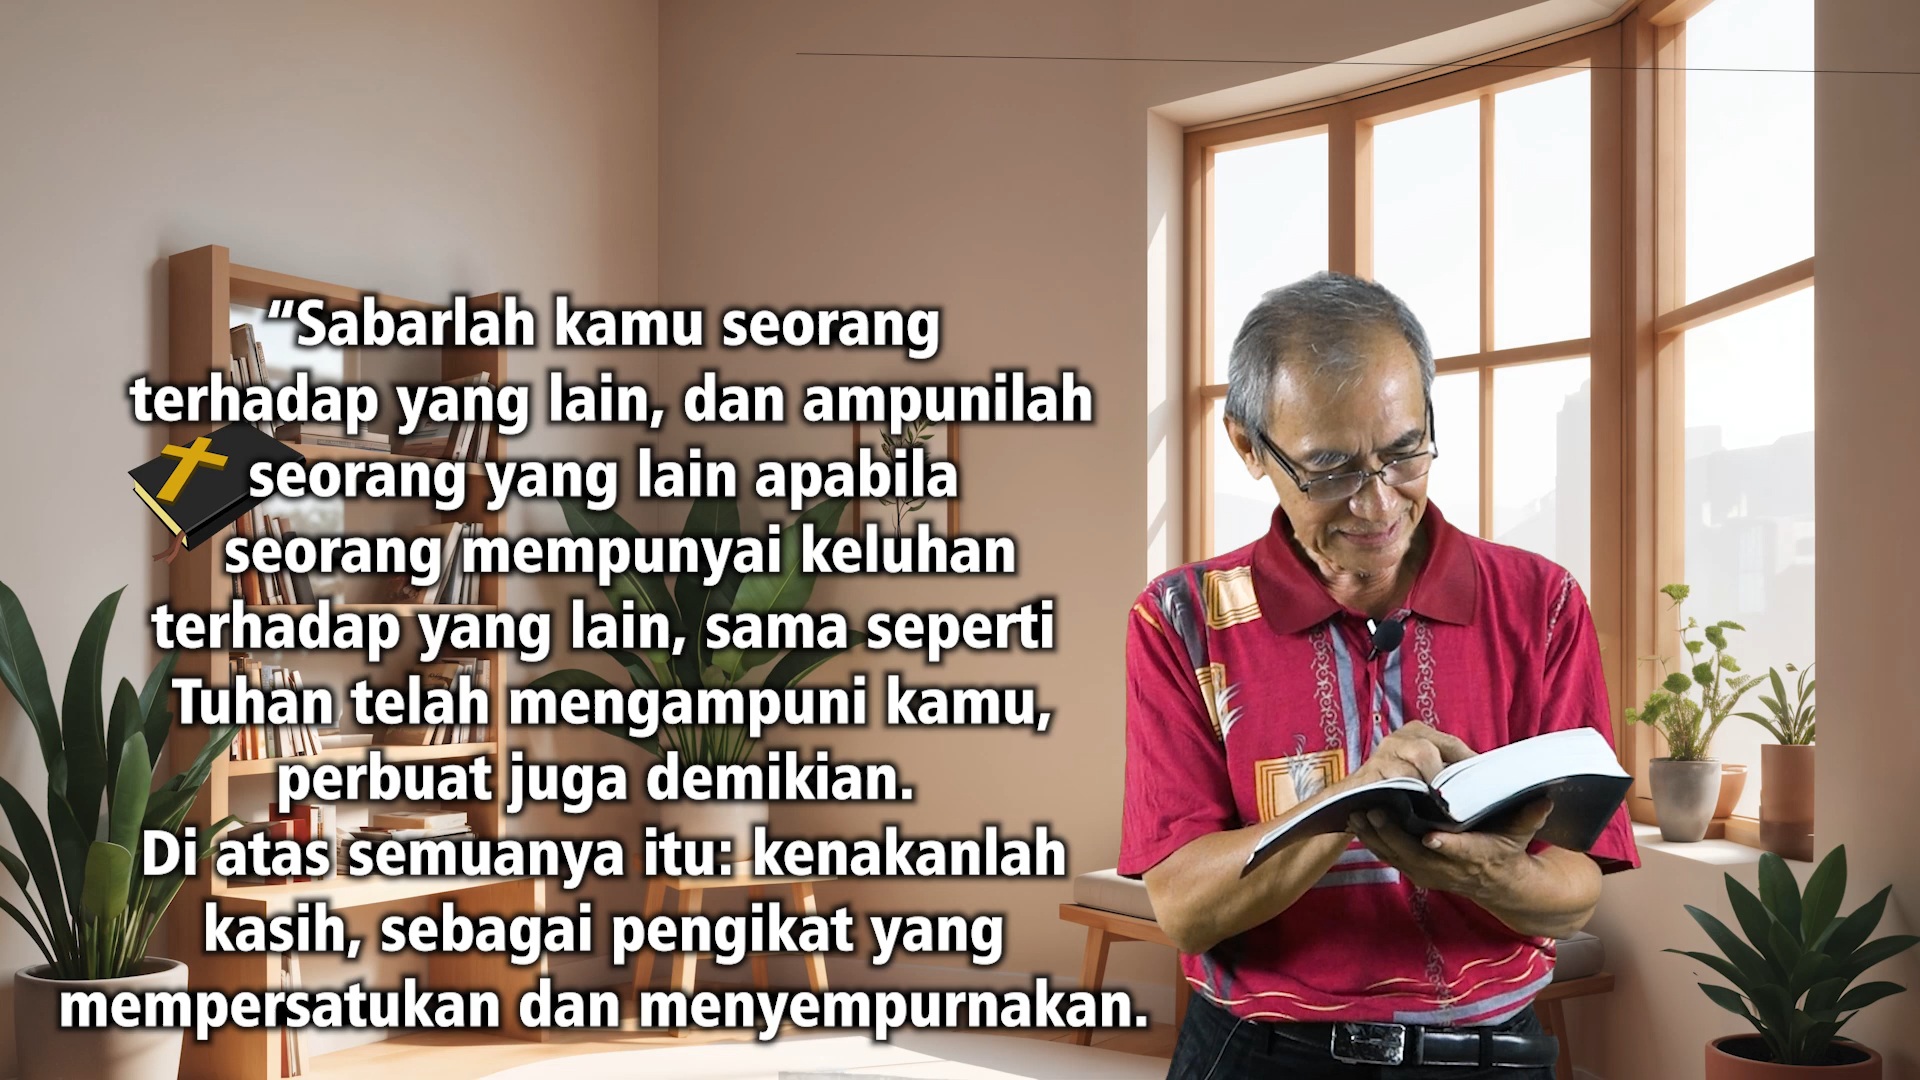 “Sabarlah kamu seorang
terhadap yang lain, dan ampunilah
seorang yang lain apabila
seorang mempunyai keluhan
terhadap yang lain, sama seperti
Tuhan telah mengampuni kamu,
perbuat juga demikian.
Di atas semuanya itu: kenakanlah
kasih, sebagai pengikat yang
mempersatukan dan menyempurnakan.